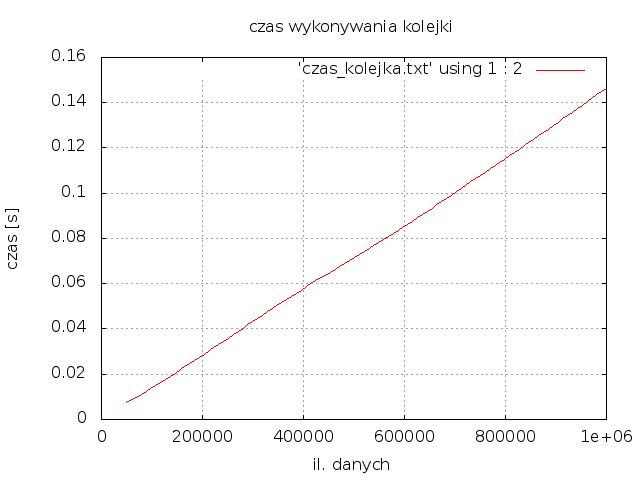 czas wykonywania kolejki
'czas_kolejka.txt' using 1 : 2
0.16
0.14
0.12
0.1
0.08
0.06
0.04
0.02
0
czas [s]
0 200000 400000 600000 800000 1e+06
il. danych